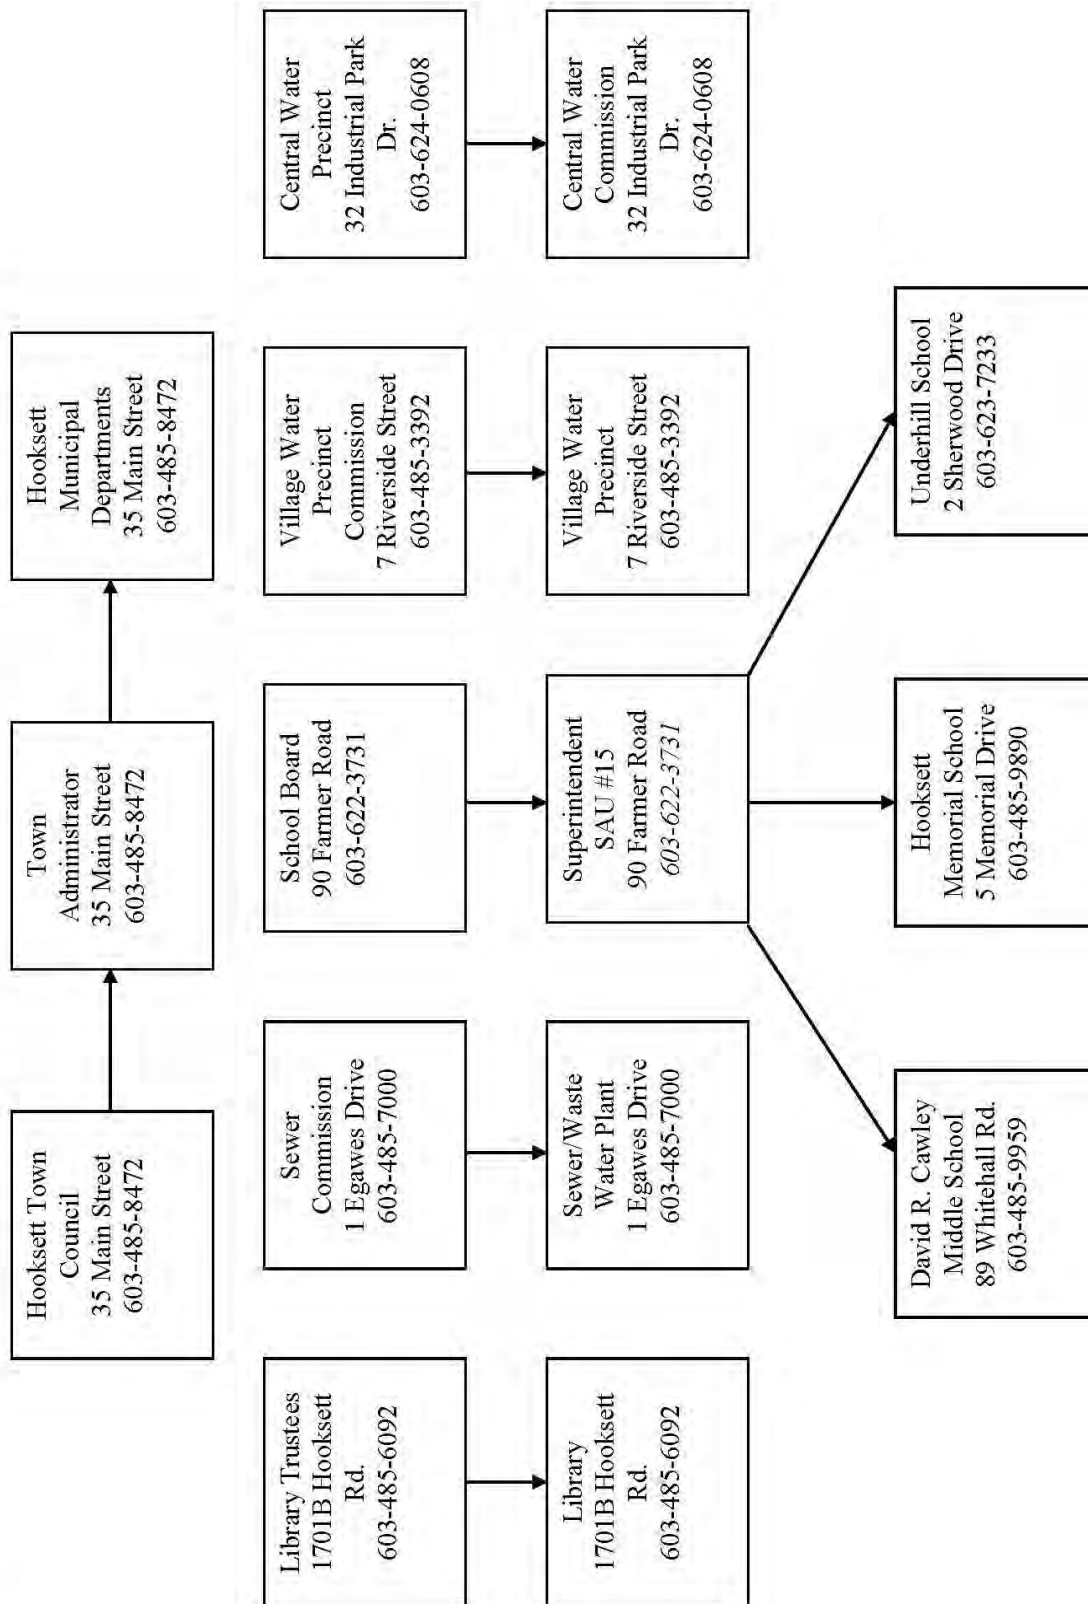 Hooksett Town
Council
35 Main Street
603-485-8472
Town
Administrator
35 Main Street
603-485-8472
Hooksett
Municipal
Departments
35 Main Street
603-485-8472
Library Trustees
1701B Hooksett
Rd.
603-485-6092
Sewer
Commission
1 Egawes Drive
603-485-7000
School Board
90 Farmer Road
603-622-3731
Village Water
Precinct
Commission
7 Riverside Street
603-485-3392
Central Water
Precinct
32 Industrial Park
Dr.
603-624-0608
Library
1701B Hooksett
Rd.
603-485-6092
Sewer/Waste
Water Plant
1 Egawes Drive
603-485-7000
Superintendent
SAU #15
90 Farmer Road
603-622-3731
Village Water
Precinct
7 Riverside Street
603-485-3392
Central Water
Commission
32 Industrial Park
Dr.
603-624-0608
David R. Cawley
Middle School
89 Whitehall Rd.
603-485-9959
Hooksett
Memorial School
5 Memorial Drive
603-485-9890
Underhill School
2 Sherwood Drive
603-623-7233